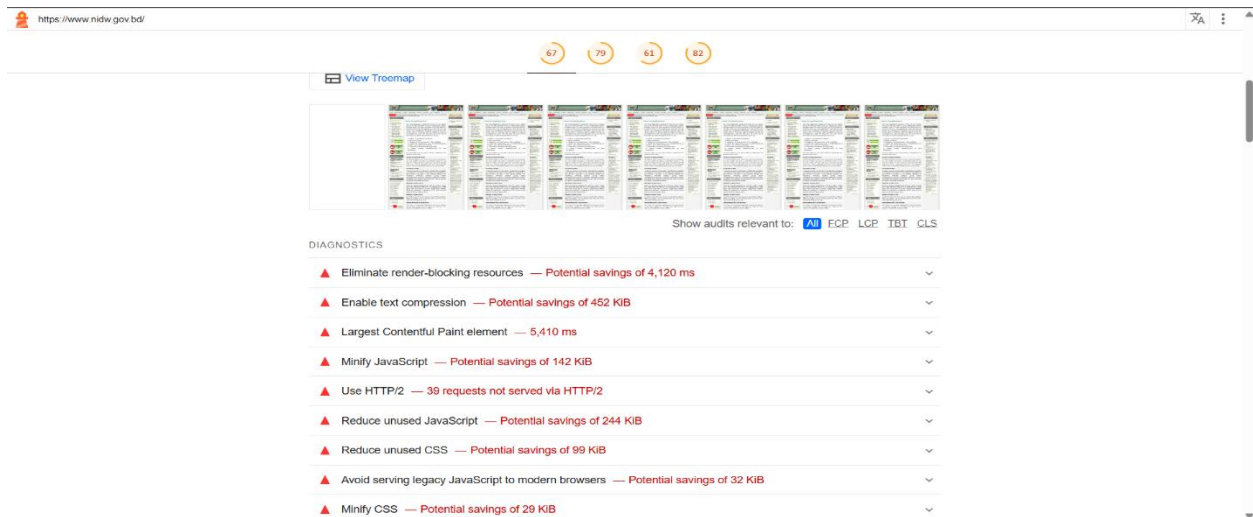 https://www.nidw.gov.bd/
67 79 61 82
View Treemap
Show audits relevant to: All FCP LCP TBT CLS
DIAGNOSTICS
Eliminate render-blocking resources — Potential savings of 4,120 ms
Enable text compression — Potential savings of 452 KiB
Largest Contentful Paint element — 5,410 ms
Minify JavaScript — Potential savings of 142 KiB
Use HTTP/2 — 39 requests not served via HTTP/2
Reduce unused JavaScript — Potential savings of 244 KiB
Reduce unused CSS — Potential savings of 99 KiB
Avoid serving legacy JavaScript to modern browsers — Potential savings of 32 KiB
Minify CSS — Potential savings of 29 KiB